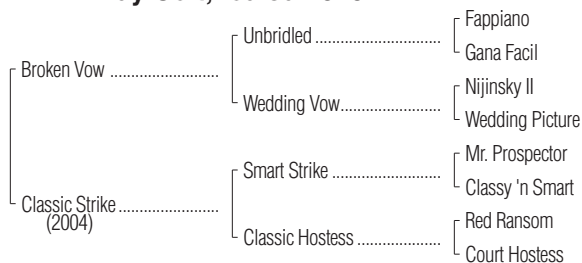 Broken Vow ........................
Unbridled ...........................
Fappiano
Gana Facil
Wedding Vow.....................
Nijinsky II
Wedding Picture
Classic Strike ......................
(2004)
Smart Strike .......................
Mr. Prospector
Classy 'n Smart
Classic Hostess ..................
Red Ransom
Court Hostess